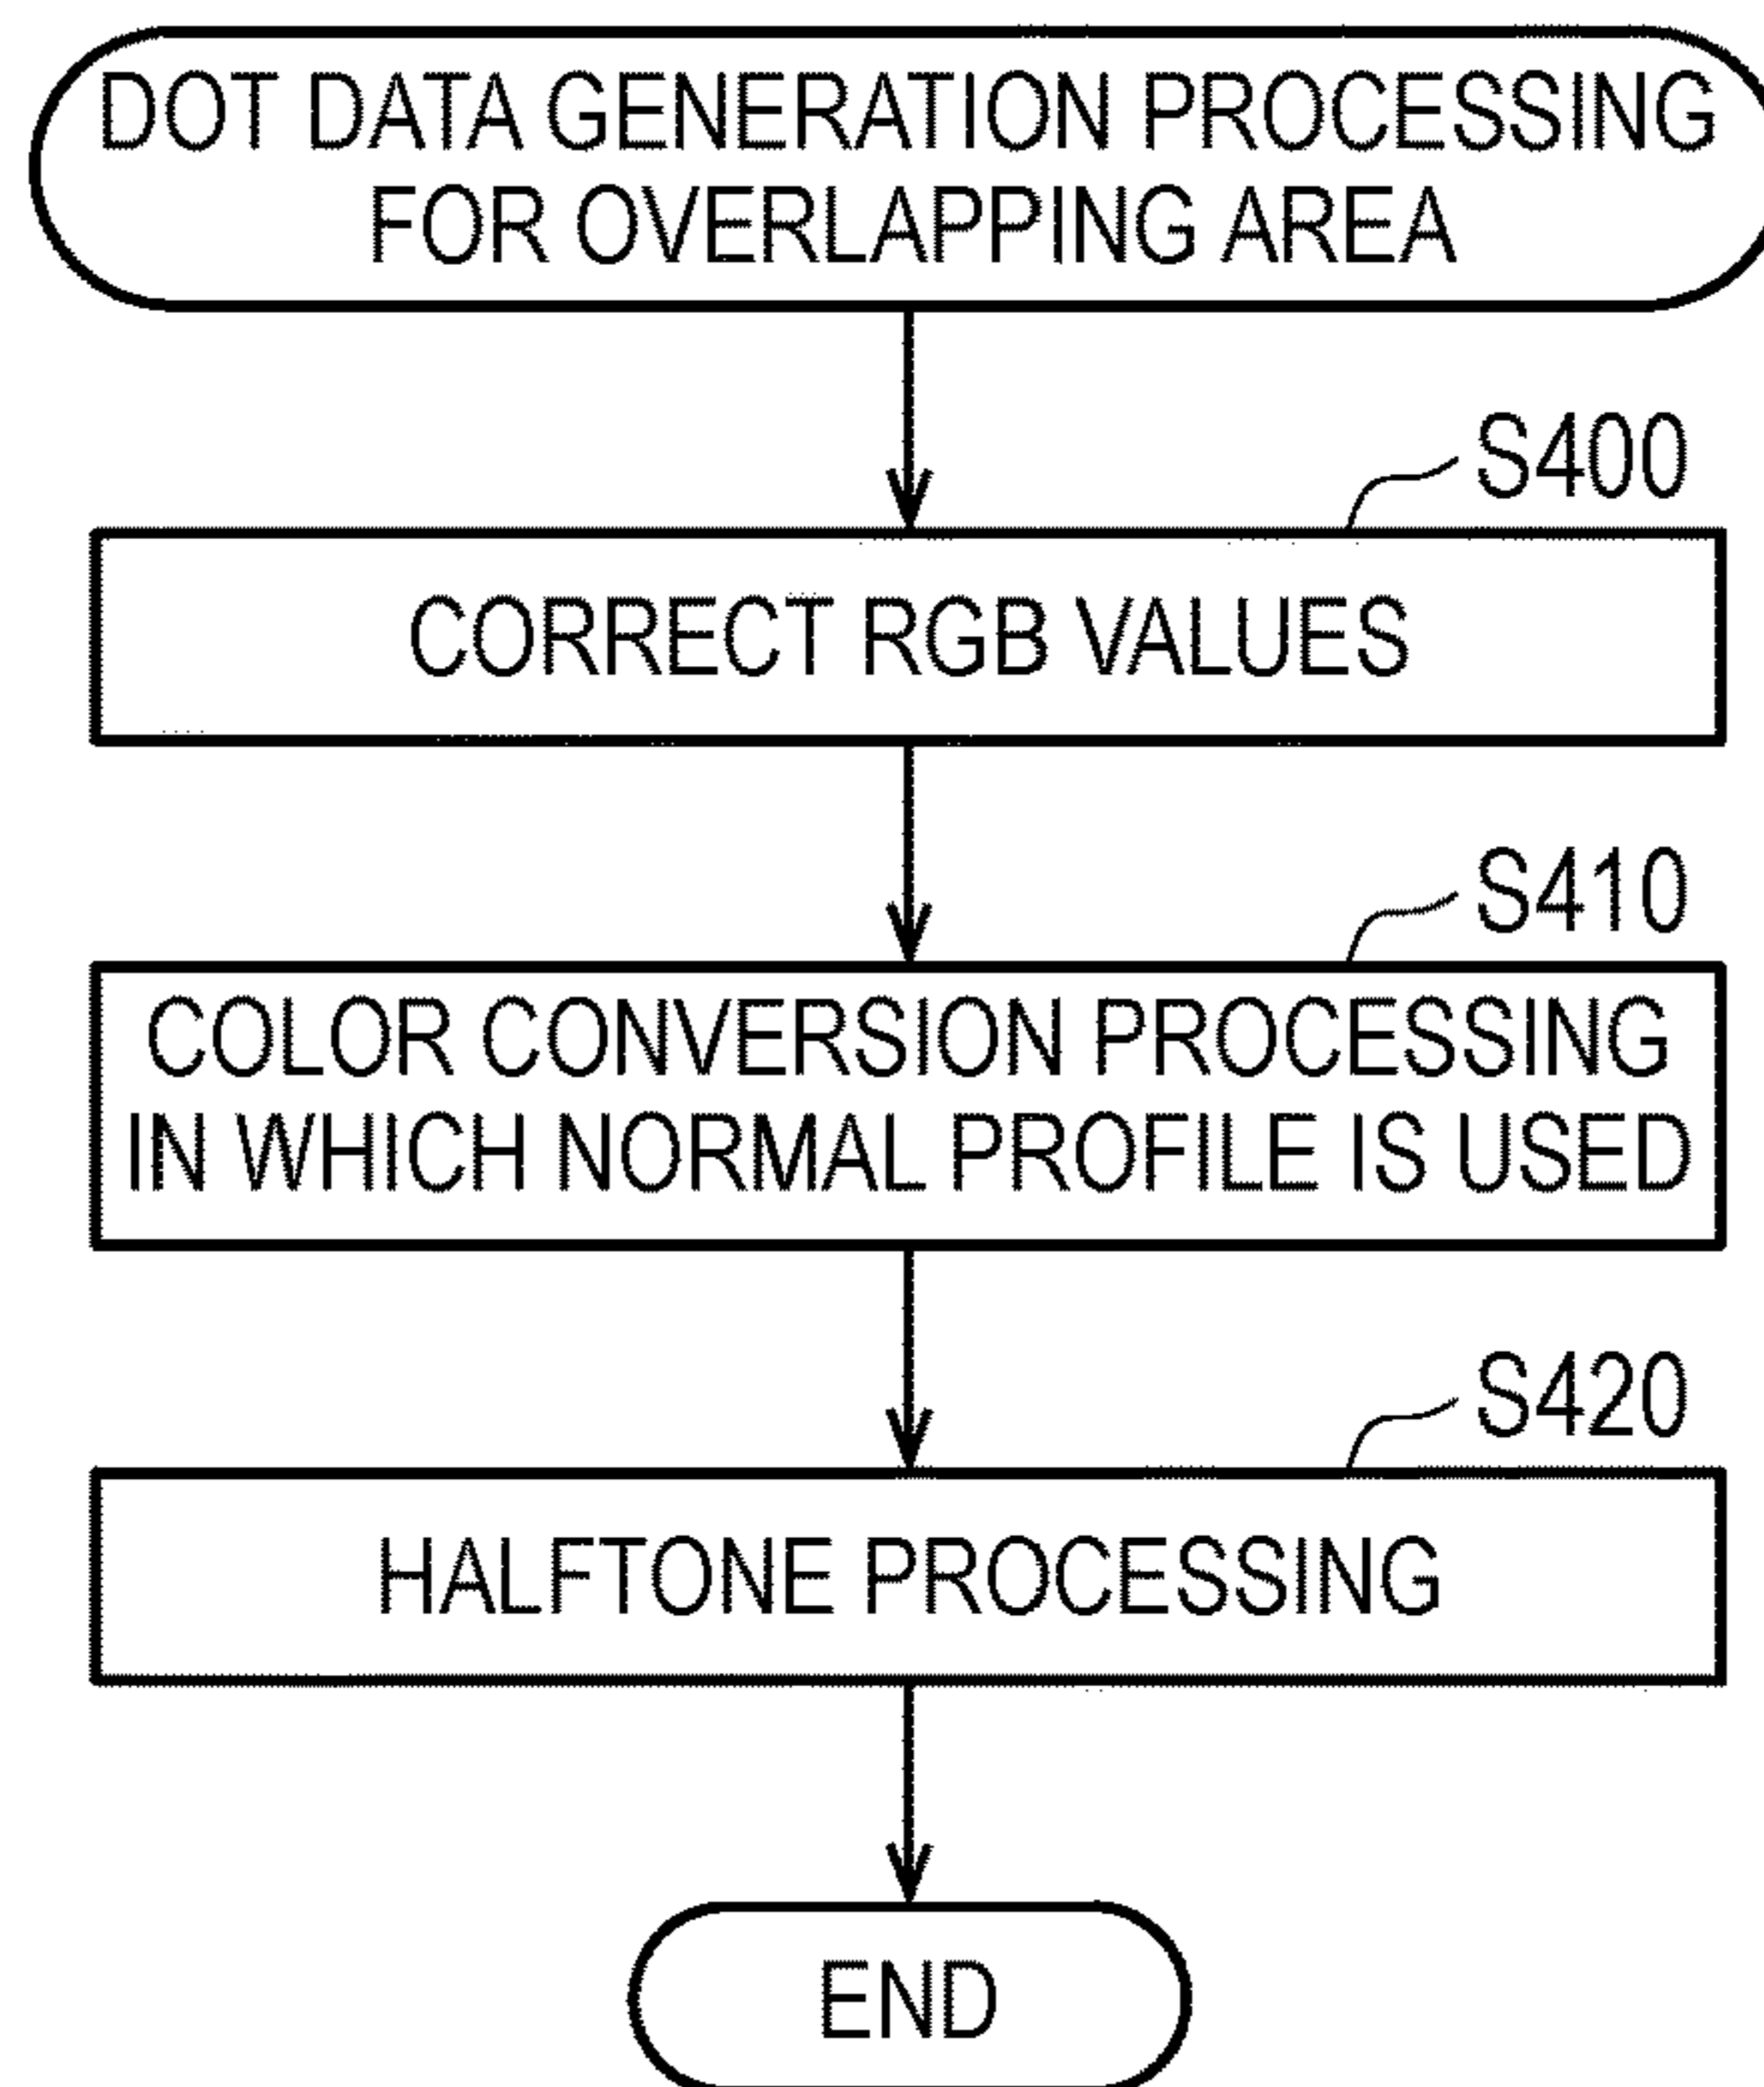 DOT DATA GENERATION PROCESSING
FOR OVERLAPPING AREA
S400
CORRECT RGB VALUES
S410
COLOR CONVERSION PROCESSING
IN WHICH NORMAL PROFILE IS USED
S420
HALFTONE PROCESSING
END